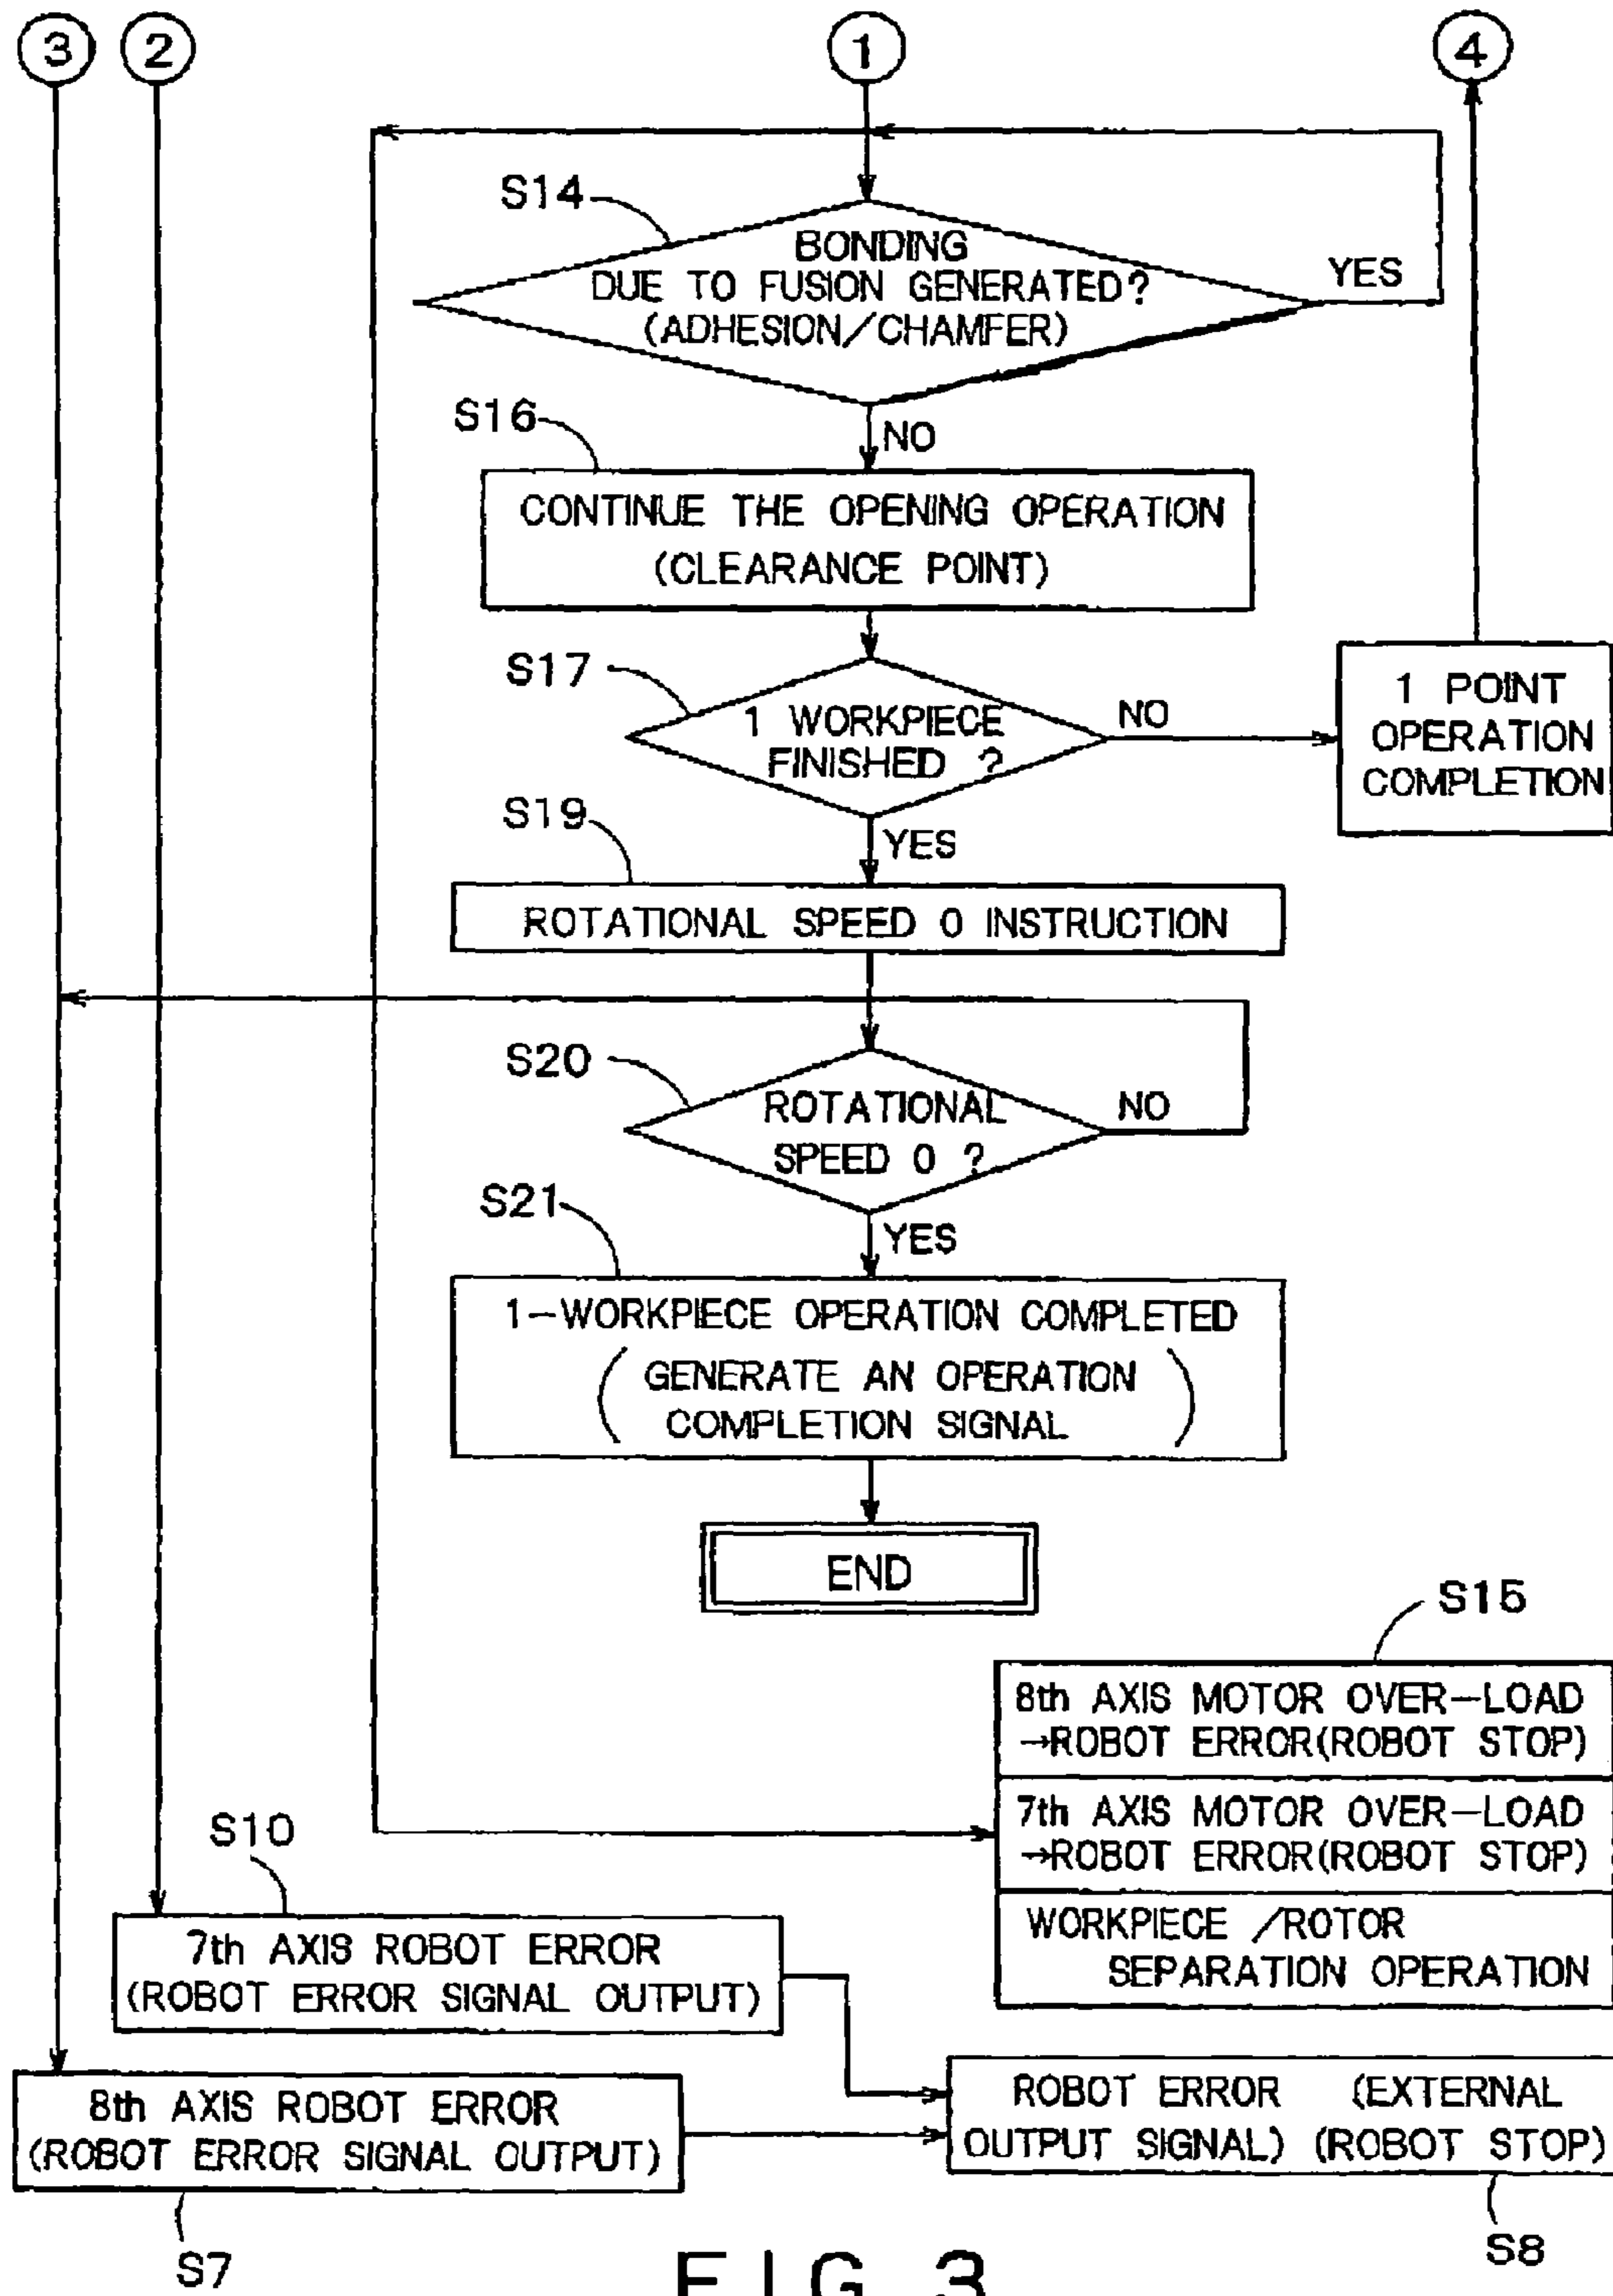 3 2 1 4
S14
BONDING
DUE TO FUSION GENERATED?
(ADHESION/CHAMFER)
YES
NO
S16
CONTINUE THE OPENING OPERATION
(CLEARANCE POINT)
S17
1 WORKPIECE
FINISHED ?
NO
1 POINT
OPERATION
COMPLETION
YES
S19
ROTATIONAL SPEED 0 INSTRUCTION
S20
ROTATIONAL
SPEED 0 ?
NO
YES
S21
1-WORKPIECE OPERATION COMPLETED
(GENERATE AN OPERATION
COMPLETION SIGNAL)
END
S15
8th AXIS MOTOR OVER-LOAD
→ROBOT ERROR(ROBOT STOP)
7th AXIS MOTOR OVER-LOAD
→ROBOT ERROR(ROBOT STOP)
WORKPIECE /ROTOR
SEPARATION OPERATION
S10
7th AXIS ROBOT ERROR
(ROBOT ERROR SIGNAL OUTPUT)
8th AXIS ROBOT ERROR
(ROBOT ERROR SIGNAL OUTPUT)
S7
ROBOT ERROR (EXTERNAL
OUTPUT SIGNAL) (ROBOT STOP)
S8
FIG. 3